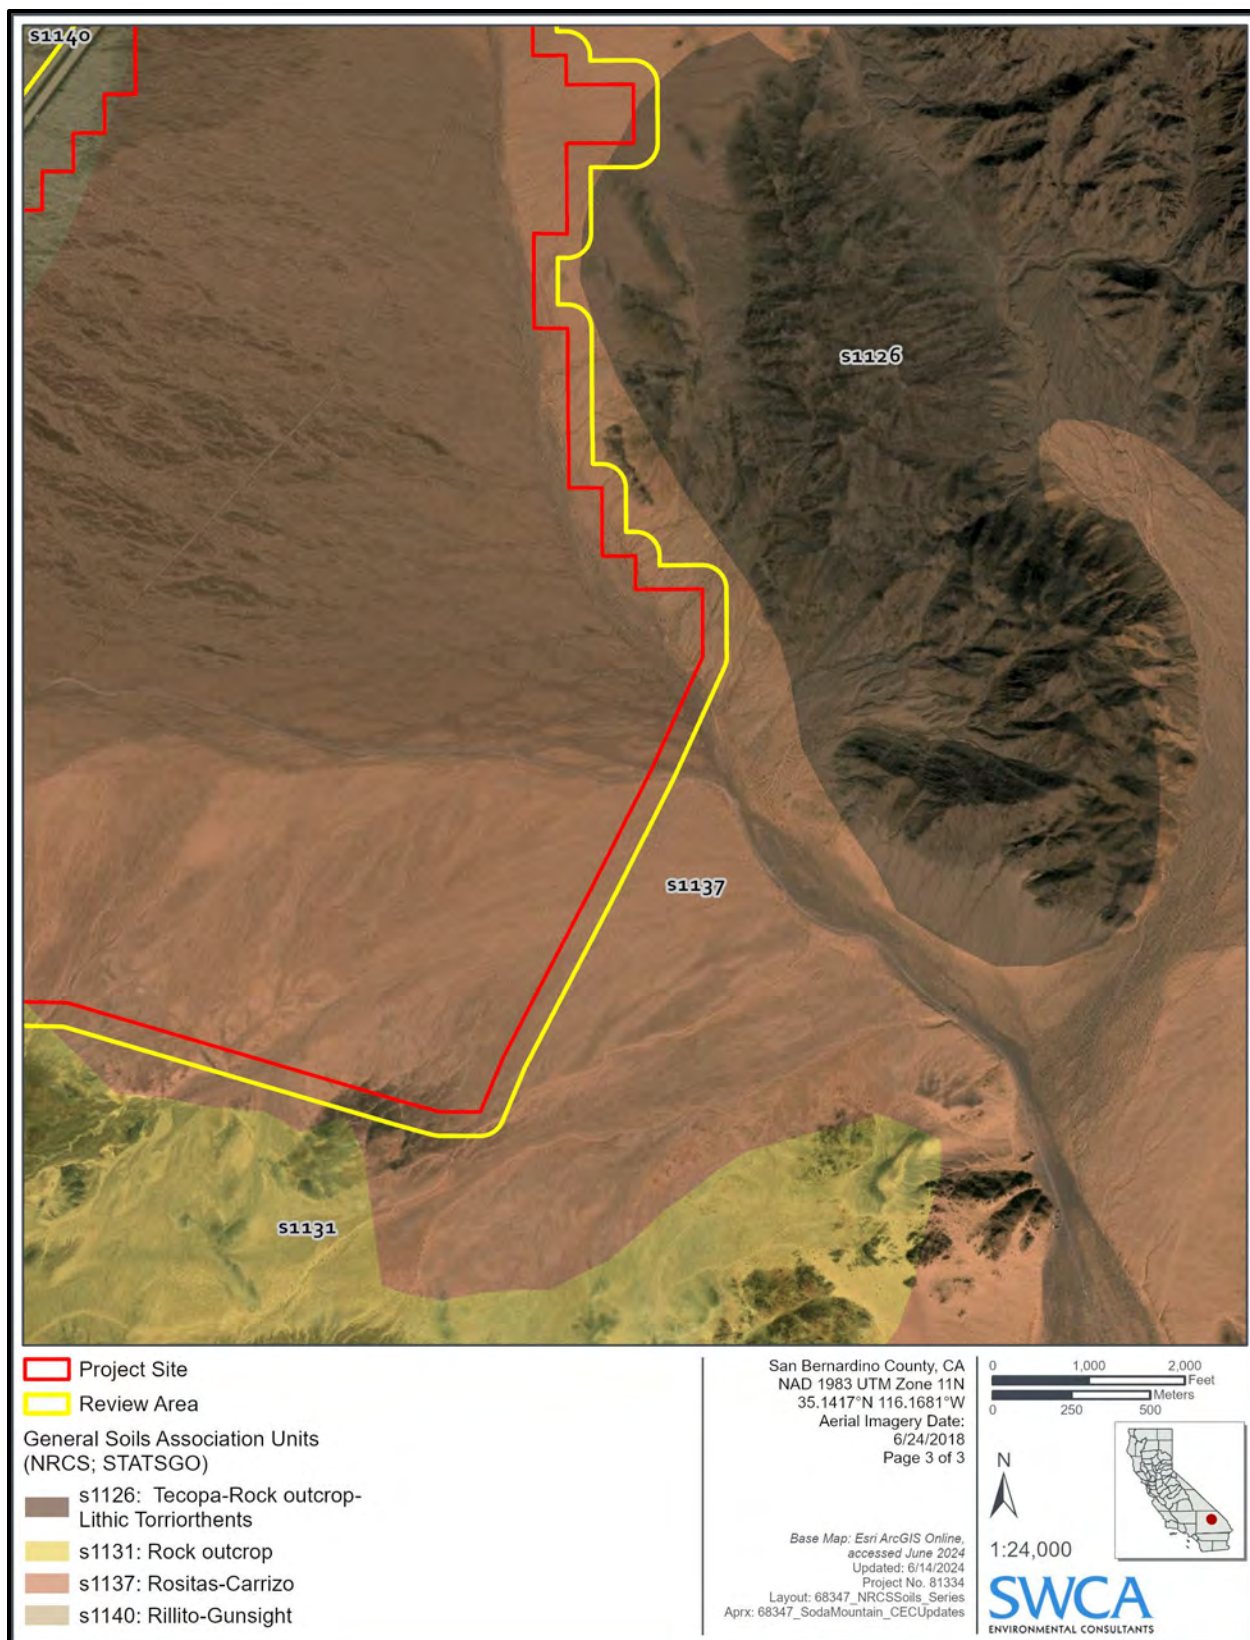 s1140
s1126
s1137
s1131
Project Site
Review Area
General Soils Association Units
(NRCS; STATSGO)
s1126: Tecopa-Rock outcrop-
Lithic Torriorthents
s1131: Rock outcrop
s1137: Rositas-Carrizo
s1140: Rillito-Gunsight
San Bernardino County, CA
NAD 1983 UTM Zone 11N
35.1417°N 116.1681°W
Aerial Imagery Date:
6/24/2018
Page 3 of 3
Base Map: Esri ArcGIS Online,
accessed June 2024
Updated: 6/14/2024
Project No. 81334
Layout: 68347_NRCSSoils_Series
Aprx: 68347_SodaMountain_CECUpdates
0 1,000 2,000
Feet
Meters
0 250 500
N
1:24,000
SWCA
ENVIRONMENTAL CONSULTANTS